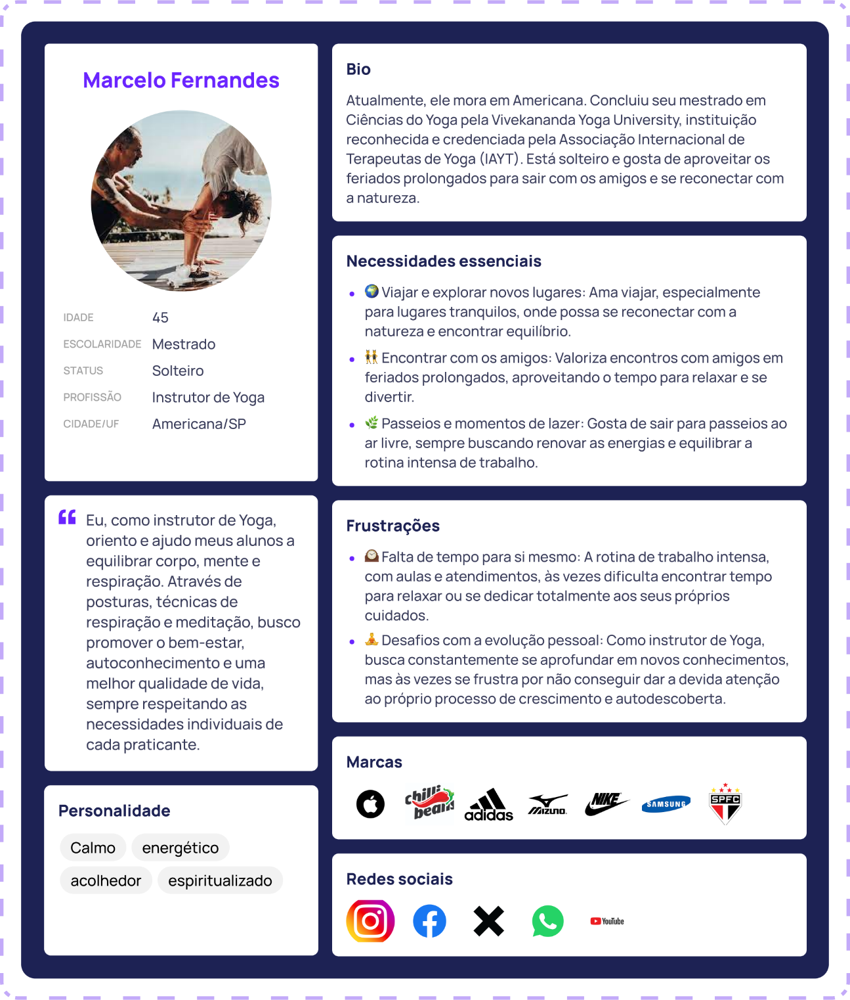 Marcelo Fernandes
IDADE 45
ESCOLARIDADE Mestrado
STATUS Solteiro
PROFISSÃO Instrutor de Yoga
CIDADE/UF Americana/SP
Eu, como instrutor de Yoga,
oriento e ajudo meus alunos a
equilibrar corpo, mente e
respiração. Através de
posturas, técnicas de
respiração e meditação, busco
promover o bem-estar,
autoconhecimento e uma
melhor qualidade de vida,
sempre respeitando as
necessidades individuais de
cada praticante.
Personalidade
Calmo energético
acolhedor espiritualizado
Bio
Atualmente, ele mora em Americana. Concluiu seu mestrado em
Ciências do Yoga pela Vivekananda Yoga University, instituição
reconhecida e credenciada pela Associação Internacional de
Terapeutas de Yoga (IAYT). Está solteiro e gosta de aproveitar os
feriados prolongados para sair com os amigos e se reconectar com
a natureza.
Necessidades essenciais
• 🌍 Viajar e explorar novos lugares: Ama viajar, especialmente
para lugares tranquilos, onde possa se reconectar com a
natureza e encontrar equilíbrio.
• 👯 Encontrar com os amigos: Valoriza encontros com amigos em
feriados prolongados, aproveitando o tempo para relaxar e se
divertir.
• 🌿 Passeios e momentos de lazer: Gosta de sair para passeios ao
ar livre, sempre buscando renovar as energias e equilibrar a
rotina intensa de trabalho.
Frustrações
• 🕰 Falta de tempo para si mesmo: A rotina de trabalho intensa,
com aulas e atendimentos, às vezes dificulta encontrar tempo
para relaxar ou se dedicar totalmente aos seus próprios
cuidados.
• 🧘 Desafios com a evolução pessoal: Como instrutor de Yoga,
busca constantemente se aprofundar em novos conhecimentos,
mas às vezes se frustra por não conseguir dar a devida atenção
ao próprio processo de crescimento e autodescoberta.
Marcas
chilli
beans
adidas
MIZUNO
NIKE
SAMSUNG
SPFC
Redes sociais
YouTube